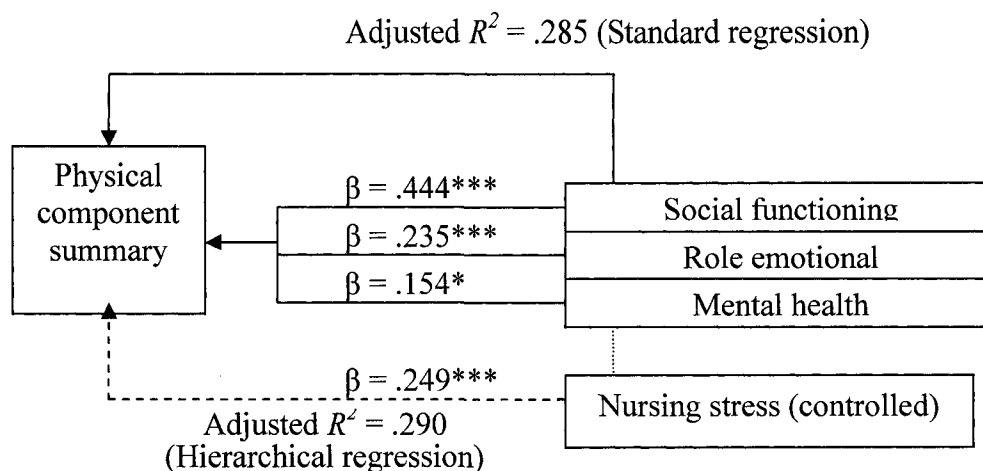 Adjusted R² = .285 (Standard regression)
Physical
component
summary
β = .444***
β = .235***
β = .154*
Social functioning
Role emotional
Mental health
β = .249***
Adjusted R² = .290
(Hierarchical regression)
Nursing stress (controlled)